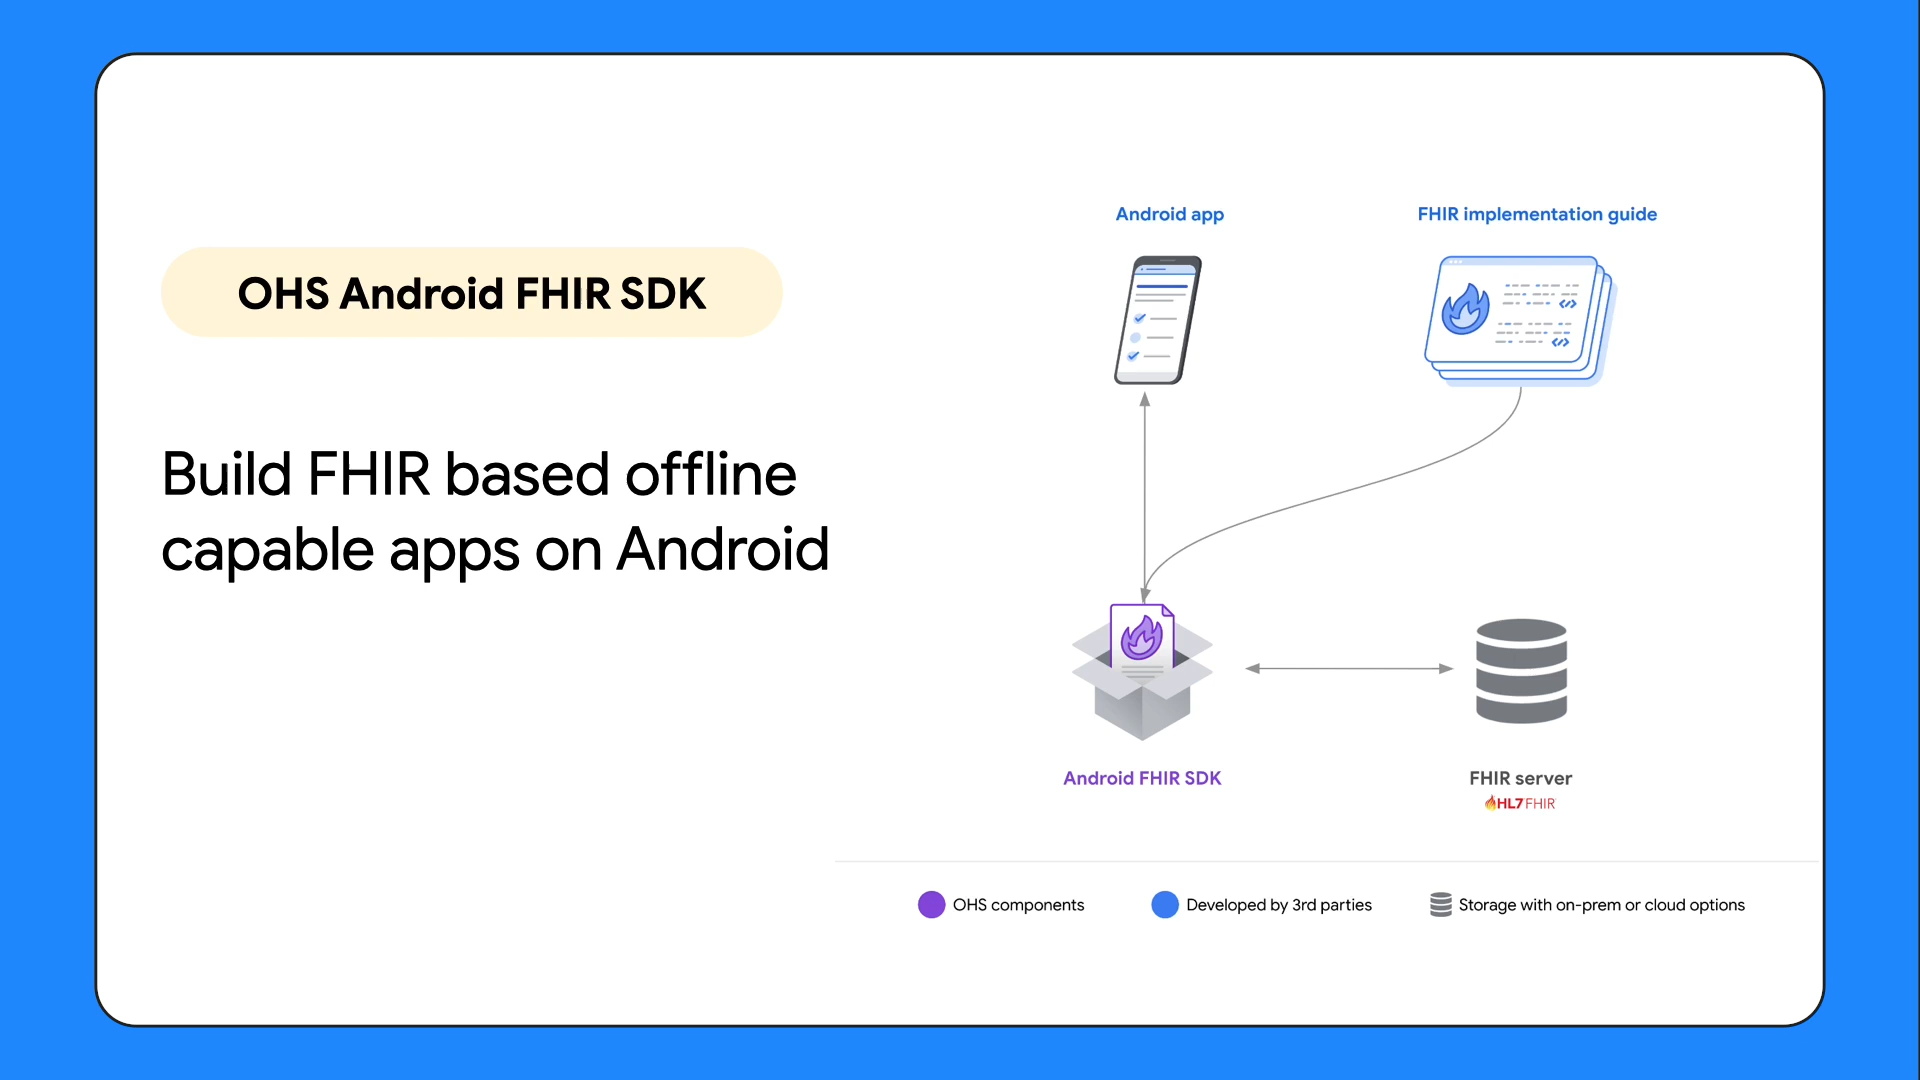 OHS Android FHIR SDK
Build FHIR based offline
capable apps on Android
Android app
FHIR implementation guide
Android FHIR SDK
FHIR server
HL7 FHIR
OHS components
Developed by 3rd parties
Storage with on-prem or cloud options